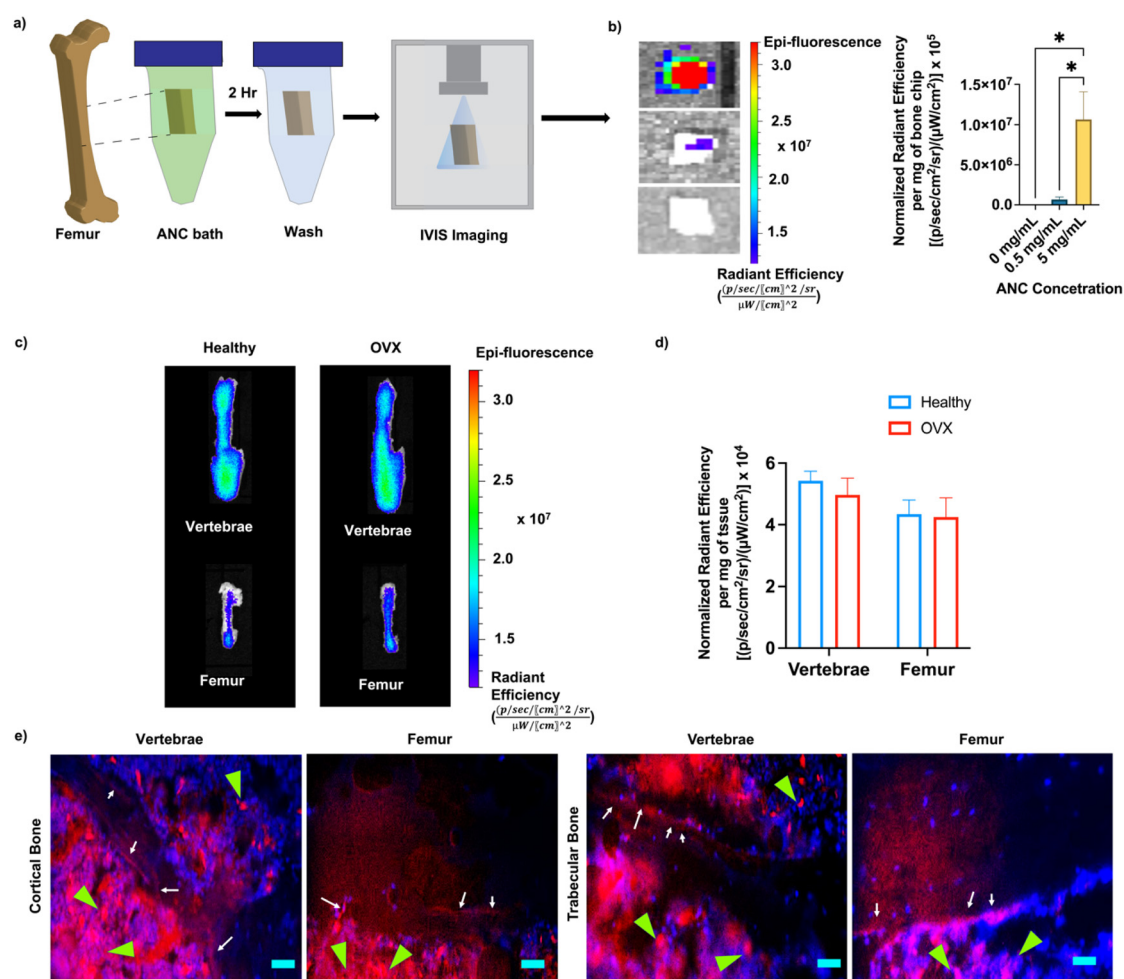 a)
2 Hr
Femur
ANC bath
Wash
IVIS Imaging
b)
Epi-fluorescence
3.0
2.5
x 10⁷
2.0
1.5
Radiant Efficiency
(p/sec/〖cm〗^2 /sr
µW/〖cm〗^2
Normalized Radiant Efficiency
per mg of bone chip
[(p/sec/cm²/sr)/(µW/cm²)] x 10⁵
*
*
1.5×10⁷
1.0×10⁷
5.0×10⁶
0.0
0 mg/mL
0.5 mg/mL
5 mg/mL
ANC Concetration
c)
Healthy
OVX
Vertebrae
Vertebrae
Femur
Femur
Epi-fluorescence
3.0
2.5
x 10⁷
2.0
1.5
Radiant
Efficiency
(p/sec/〖cm〗^2 /sr
µW/〖cm〗^2
d)
Healthy
OVX
Normalized Radiant Efficiency
per mg of tssue
[(p/sec/cm²/sr)/(µW/cm²)] x 10⁴
6
4
2
0
Vertebrae
Femur
e)
Vertebrae
Femur
Vertebrae
Femur
Cortical Bone
Trabecular Bone